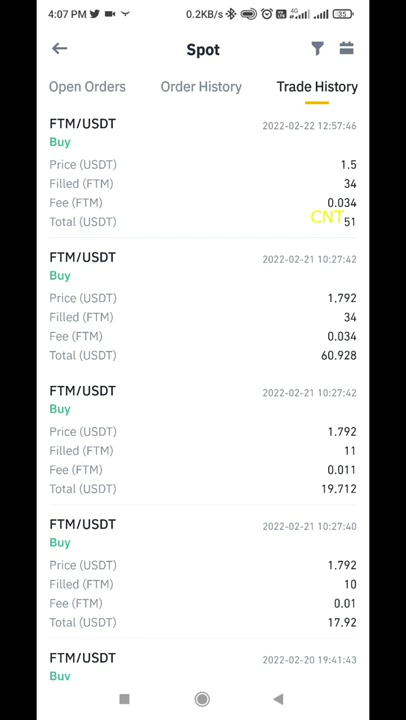 4:07 PM 0.2KB/s 4G 35
Spot
Open Orders Order History Trade History
FTM/USDT 2022-02-22 12:57:46
Buy
Price (USDT) 1.5
Filled (FTM) 34
Fee (FTM) 0.034
CNT
Total (USDT) 51
FTM/USDT 2022-02-21 10:27:42
Buy
Price (USDT) 1.792
Filled (FTM) 34
Fee (FTM) 0.034
Total (USDT) 60.928
FTM/USDT 2022-02-21 10:27:42
Buy
Price (USDT) 1.792
Filled (FTM) 11
Fee (FTM) 0.011
Total (USDT) 19.712
FTM/USDT 2022-02-21 10:27:40
Buy
Price (USDT) 1.792
Filled (FTM) 10
Fee (FTM) 0.01
Total (USDT) 17.92
FTM/USDT 2022-02-20 19:41:43
Buy